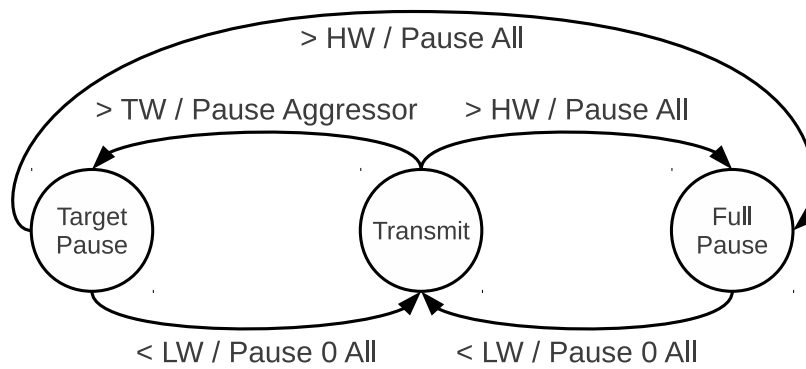 > HW / Pause All
> TW / Pause Aggressor
> HW / Pause All
Target
Pause
Transmit
Full
Pause
< LW / Pause 0 All
< LW / Pause 0 All